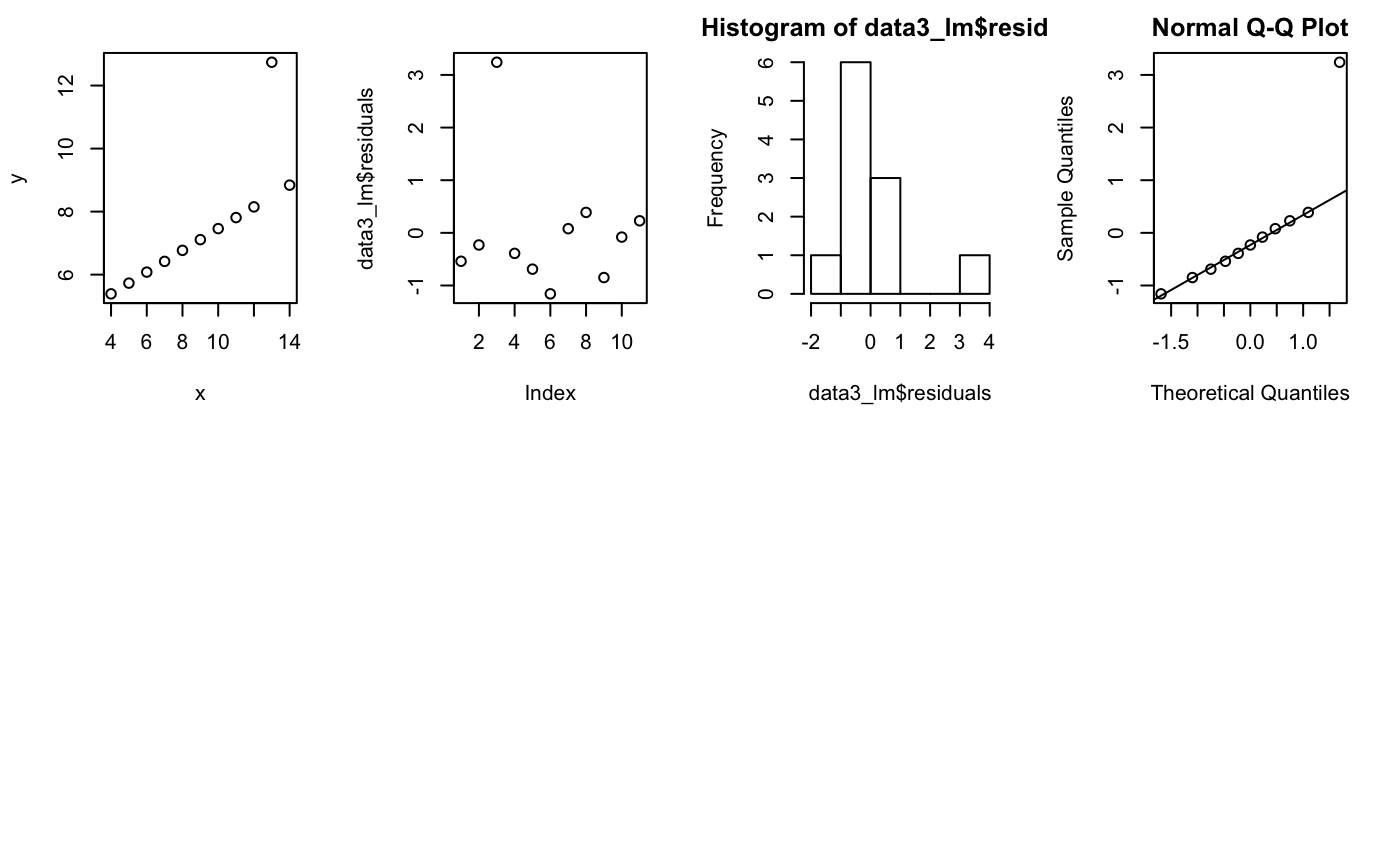 y
12
10
8
6
4 6 8 10 14
x
data3_lm$residuals
3
2
1
0
-1
2 4 6 8 10
Index
Histogram of data3_lm$resid
Frequency
6
5
4
3
2
1
0
-2 0 1 2 3 4
data3_lm$residuals
Normal Q-Q Plot
Sample Quantiles
3
2
1
0
-1
-1.5 0.0 1.0
Theoretical Quantiles